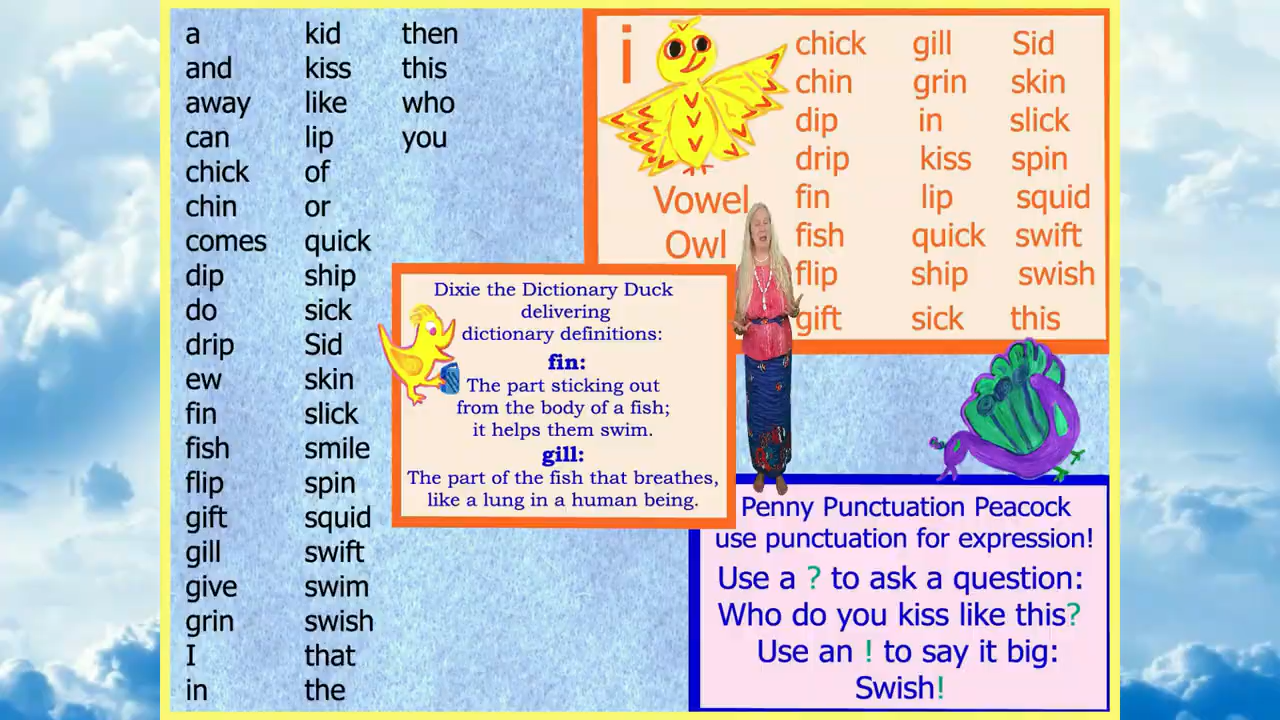 a
and
away
can
chick
chin
comes
dip
do
drip
ew
fin
fish
flip
gift
gill
give
grin
I
in
kid
kiss
like
lip
of
or
quick
ship
sick
Sid
skin
slick
smile
spin
squid
swift
swim
swish
that
the
then
this
who
you
i
Vowel
Owl
chick
chin
dip
drip
fin
fish
flip
gift
gill
grin
in
kiss
lip
quick
ship
sick
Sid
skin
slick
spin
squid
swift
swish
this
Dixie the Dictionary Duck
delivering
dictionary definitions:
fin:
The part sticking out
from the body of a fish;
it helps them swim.
gill:
The part of the fish that breathes,
like a lung in a human being.
Penny Punctuation Peacock
use punctuation for expression!
Use a ? to ask a question:
Who do you kiss like this?
Use an ! to say it big:
Swish!